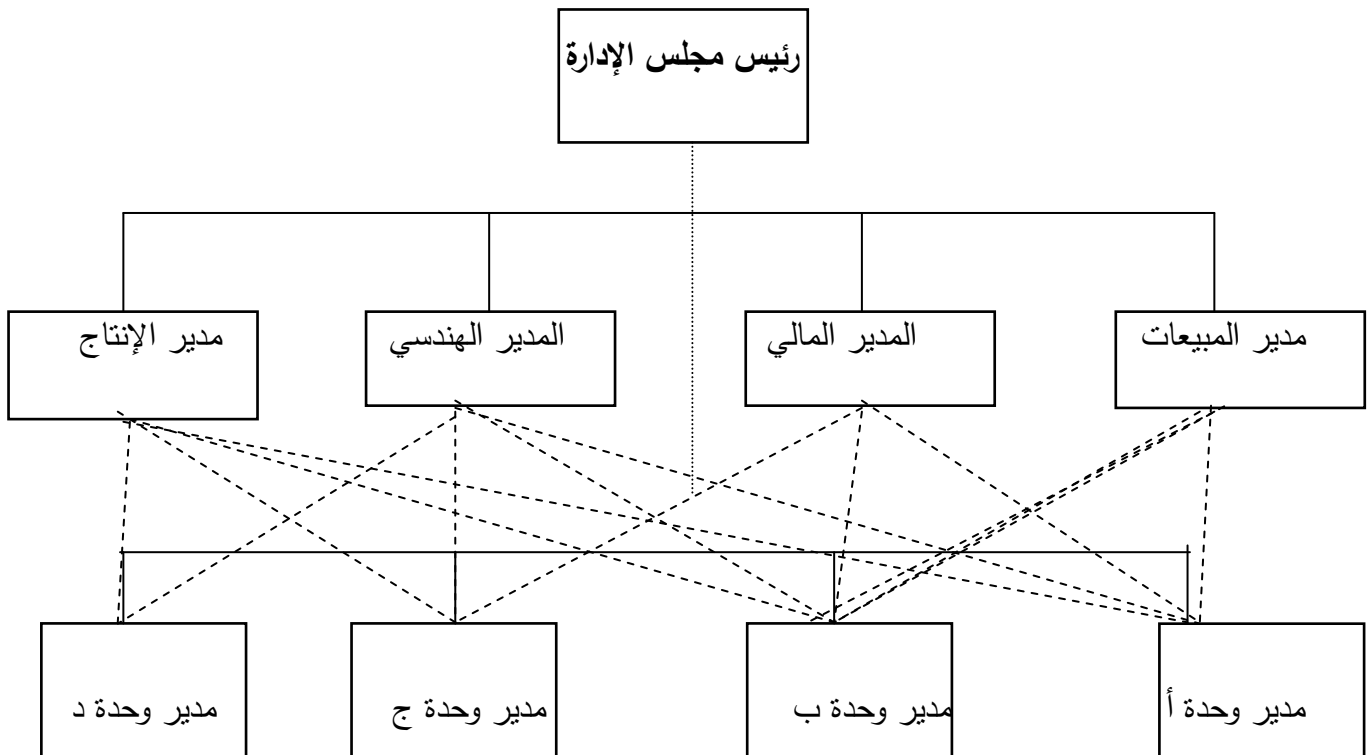 رئيس مجلس الإدارة
مدير المبيعات
المدير المالي
المدير الهندسي
مدير الإنتاج
مدير وحدة أ
مدير وحدة ب
مدير وحدة ج
مدير وحدة د